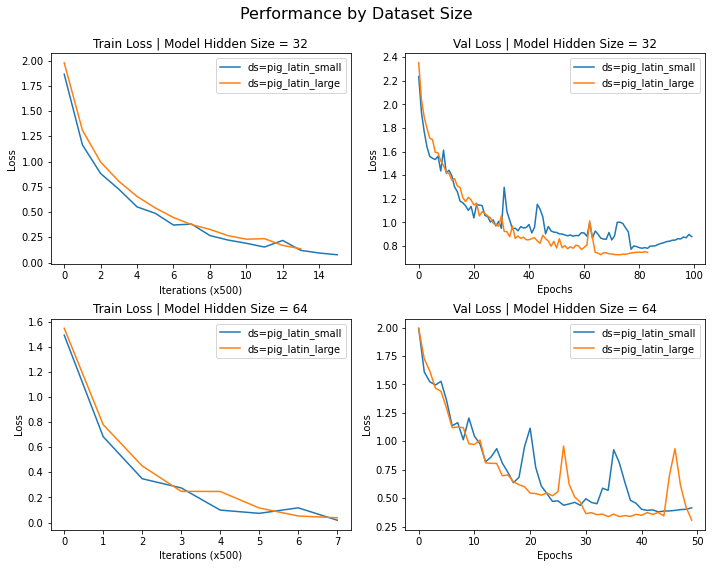 Performance by Dataset Size
Train Loss | Model Hidden Size = 32
Loss
2.00
1.75
1.50
1.25
1.00
0.75
0.50
0.25
0.00
ds=pig_latin_small
ds=pig_latin_large
0 2 4 6 8 10 12 14
Iterations (x500)
Val Loss | Model Hidden Size = 32
Loss
2.4
2.2
2.0
1.8
1.6
1.4
1.2
1.0
0.8
ds=pig_latin_small
ds=pig_latin_large
0 20 40 60 80 100
Epochs
Train Loss | Model Hidden Size = 64
Loss
1.6
1.4
1.2
1.0
0.8
0.6
0.4
0.2
0.0
ds=pig_latin_small
ds=pig_latin_large
0 1 2 3 4 5 6 7
Iterations (x500)
Val Loss | Model Hidden Size = 64
Loss
2.00
1.75
1.50
1.25
1.00
0.75
0.50
0.25
ds=pig_latin_small
ds=pig_latin_large
0 10 20 30 40 50
Epochs